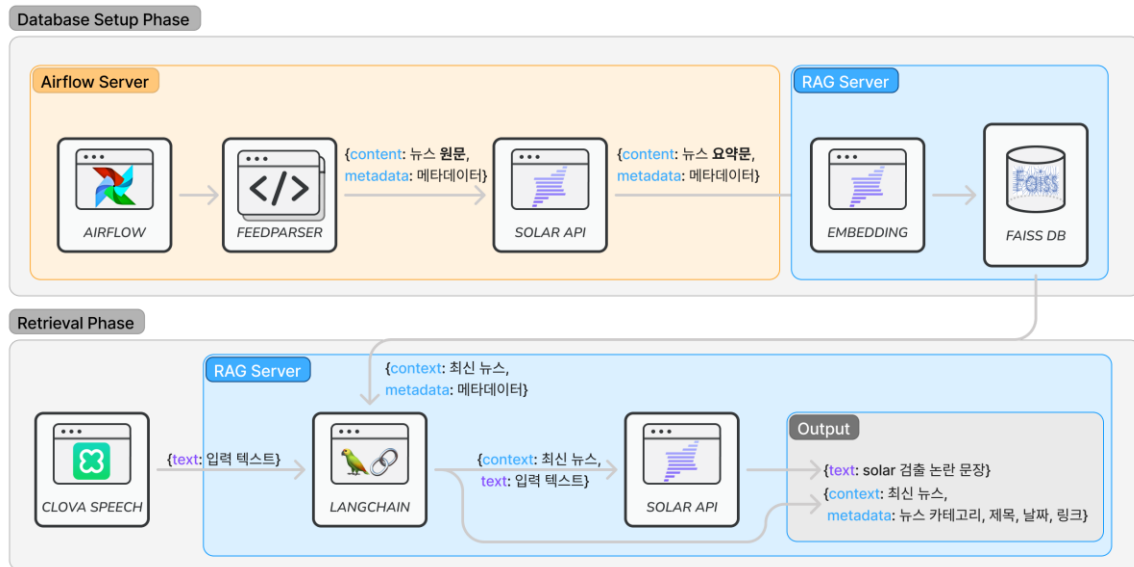 Database Setup Phase
Airflow Server
RAG Server
{content: 뉴스 원문,
metadata: 메타데이터}
{content: 뉴스 요약문,
metadata: 메타데이터}
Faiss
AIRFLOW
FEEDPARSER
SOLAR API
EMBEDDING
FAISS DB
Retrieval Phase
RAG Server
{context: 최신 뉴스,
metadata: 메타데이터}
Output
{text: 입력 텍스트}
{context: 최신 뉴스,
text: 입력 텍스트}
{text: solar 검출 논란 문장}
{context: 최신 뉴스,
metadata: 뉴스 카테고리, 제목, 날짜, 링크}
CLOVA SPEECH
LANGCHAIN
SOLAR API